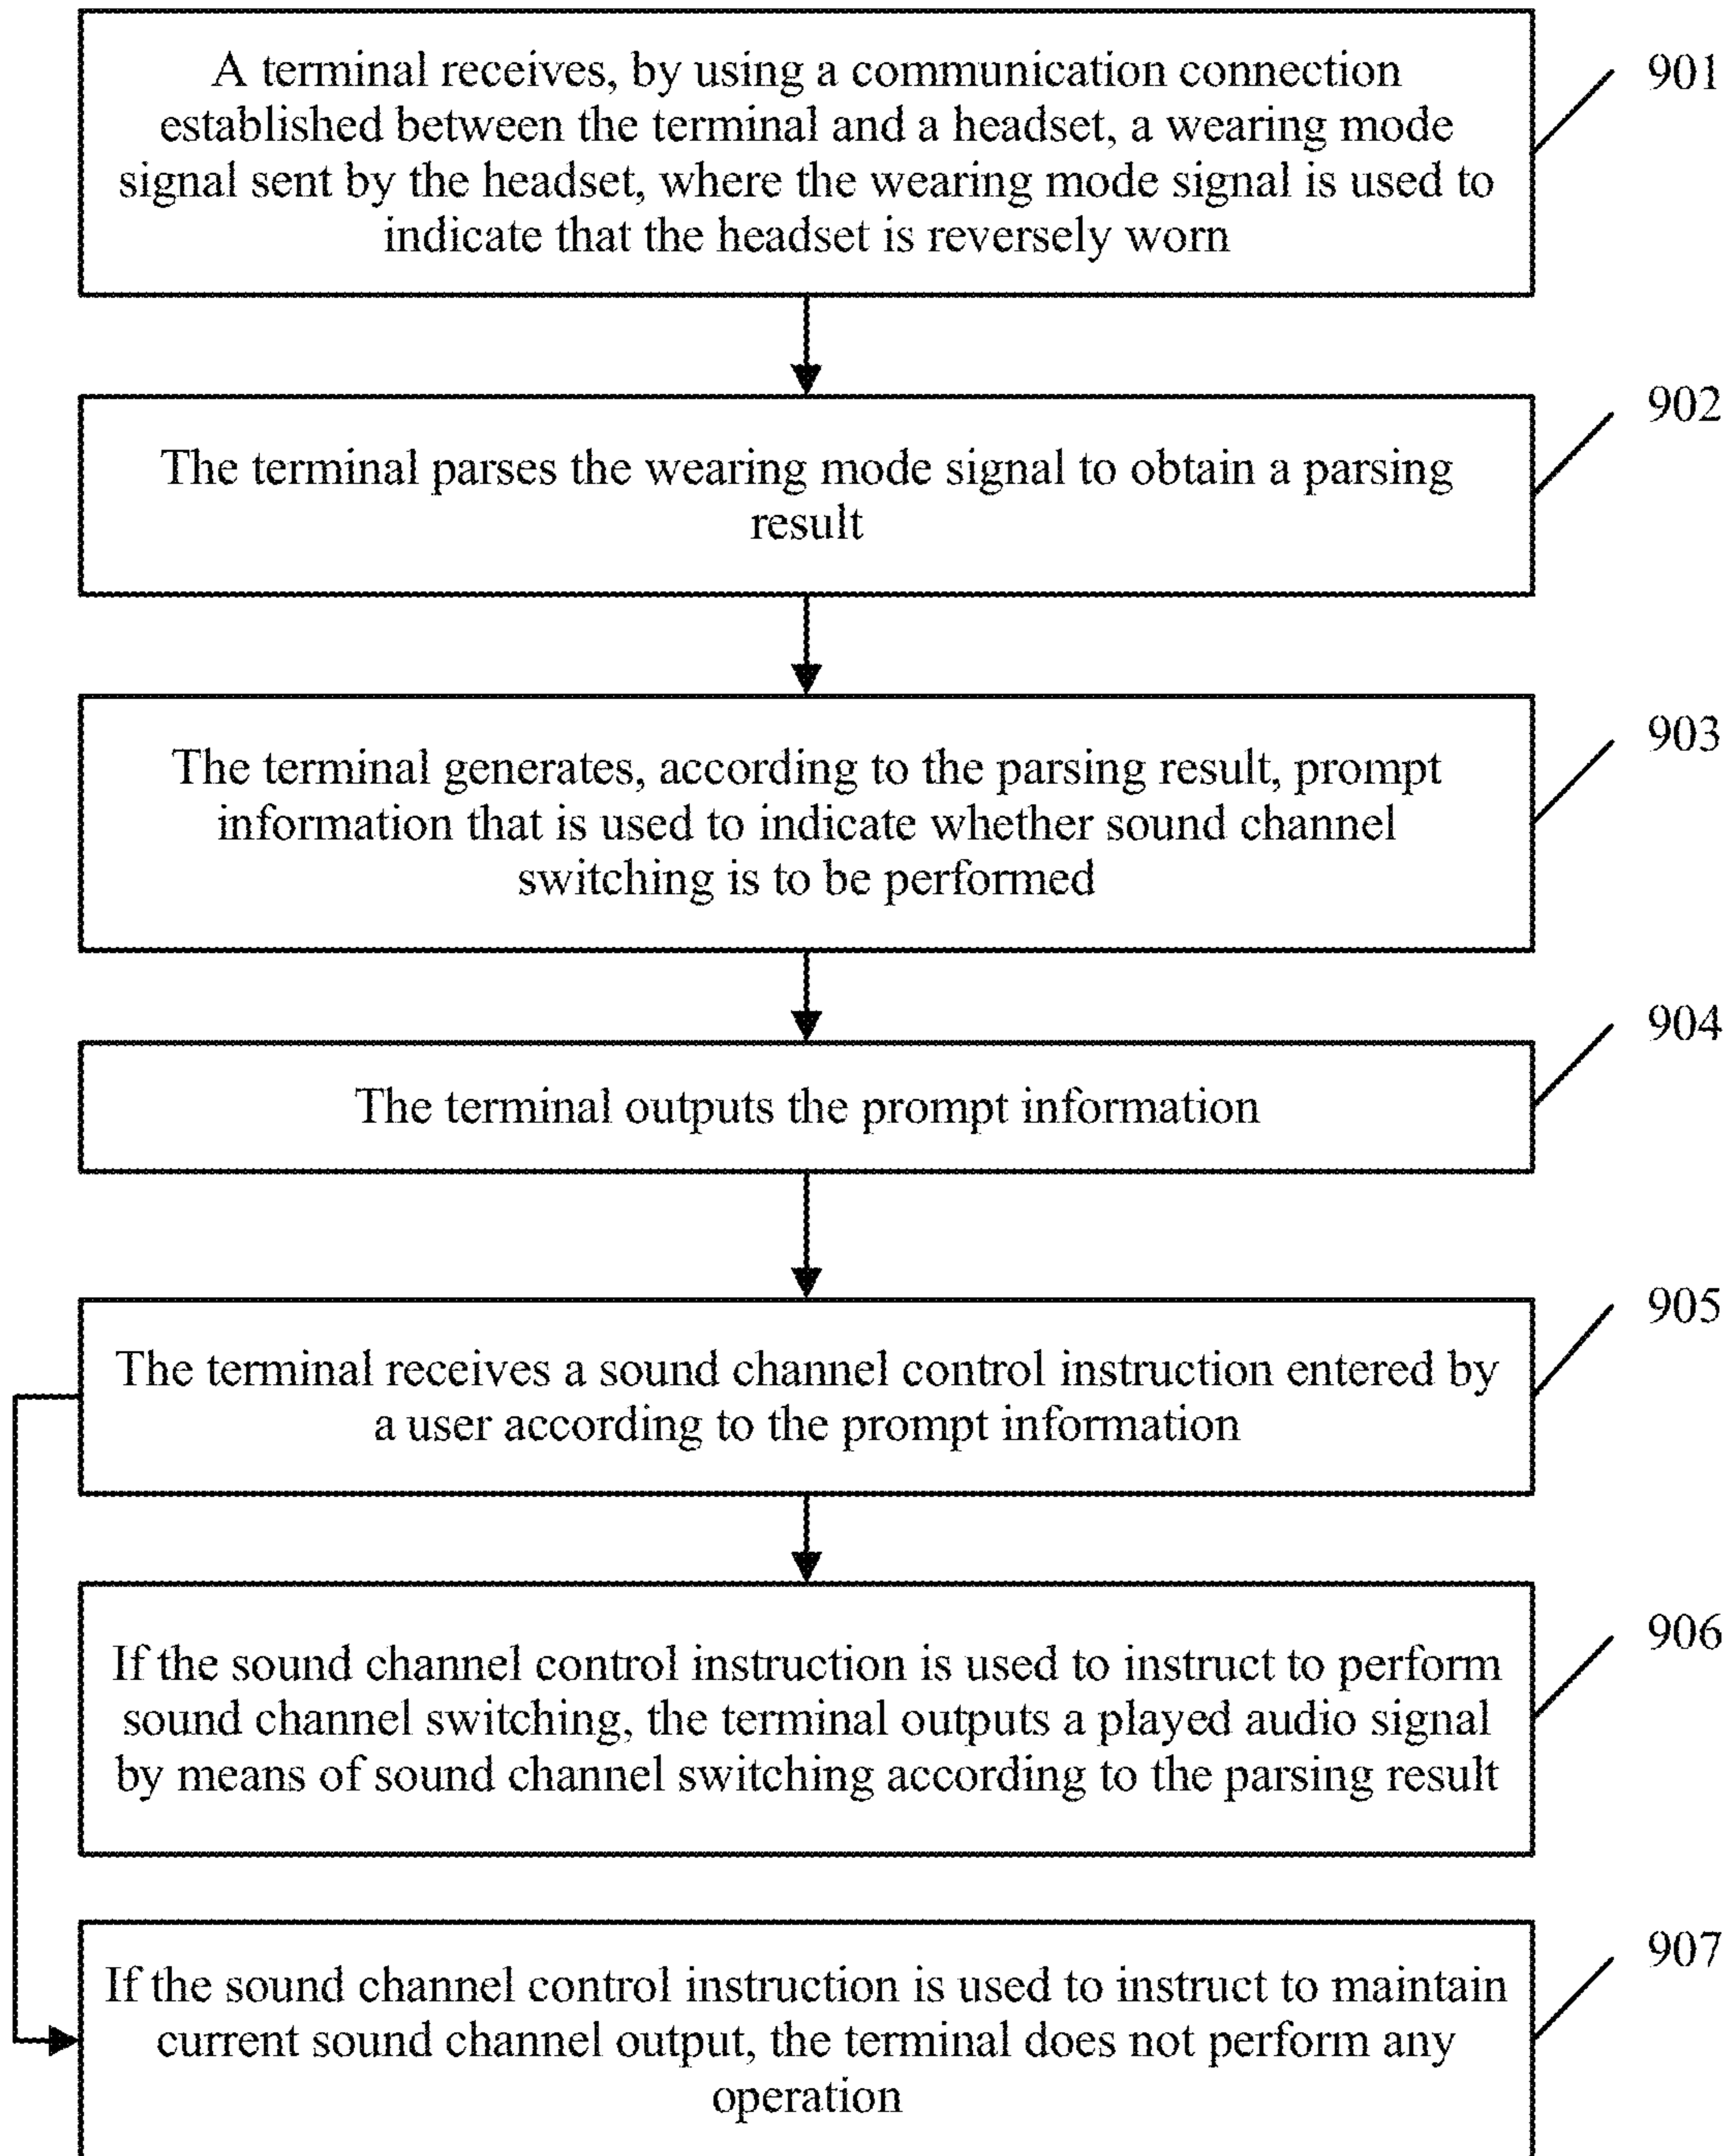 A terminal receives, by using a communication connection
established between the terminal and a headset, a wearing mode
signal sent by the headset, where the wearing mode signal is used to
indicate that the headset is reversely worn
901
The terminal parses the wearing mode signal to obtain a parsing
result
902
The terminal generates, according to the parsing result, prompt
information that is used to indicate whether sound channel
switching is to be performed
903
The terminal outputs the prompt information
904
The terminal receives a sound channel control instruction entered by
a user according to the prompt information
905
If the sound channel control instruction is used to instruct to perform
sound channel switching, the terminal outputs a played audio signal
by means of sound channel switching according to the parsing result
906
If the sound channel control instruction is used to instruct to maintain
current sound channel output, the terminal does not perform any
operation
907